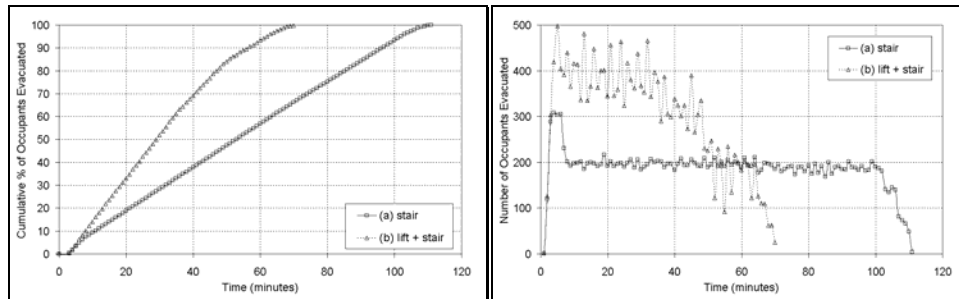 100
90
80
70
60
50
40
30
20
10
0
Cumulative % of Occupants Evacuated
(a) stair
(b) lift + stair
0 20 40 60 80 100 120
Time (minutes)
500
400
300
200
100
0
Number of Occupants Evacuated
(a) stair
(b) lift + stair
0 20 40 60 80 100 120
Time (minutes)